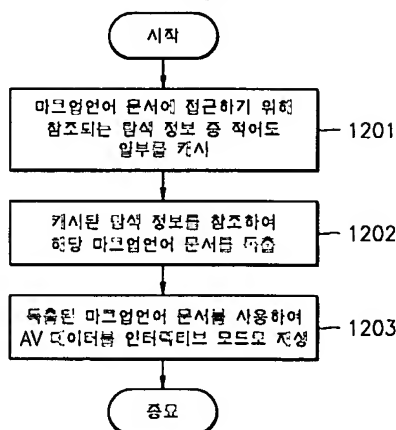 시작
마크업언어 문서에 접근하기 위해
참조되는 탐색 정보 중 적어도
일부를 캐시
1201
캐시된 탐색 정보를 참조하여
해당 마크업언어 문서를 독출
1202
독출된 마크업언어 문서를 사용하여
AV 데이터를 인터랙티브 모드로 재생
1203
종료